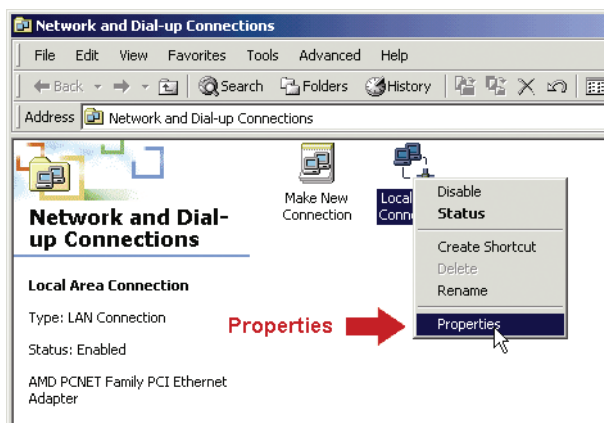 Network and Dial-up Connections
File Edit View Favorites Tools Advanced Help
Back Search Folders History
Address Network and Dial-up Connections
Network and Dial-
up Connections
Local Area Connection
Type: LAN Connection
Status: Enabled
AMD PCNET Family PCI Ethernet
Adapter
Make New
Connection
Local
Conn
Disable
Status
Create Shortcut
Delete
Rename
Properties
Properties